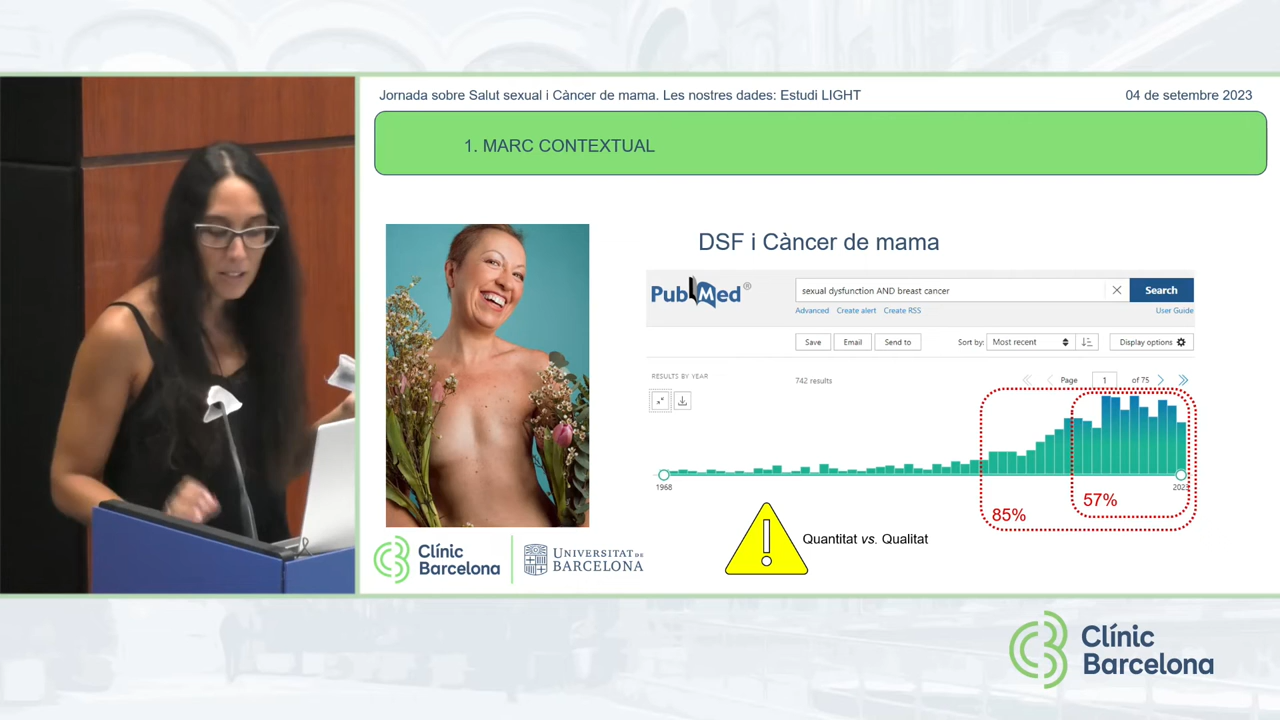 Jornada sobre Salut sexual i Càncer de mama. Les nostres dades: Estudi LIGHT
04 de setembre 2023
1. MARC CONTEXTUAL
DSF i Càncer de mama
PubMed®
sexual dysfunction AND breast cancer
Search
Advanced Create alert Create RSS
User Guide
Save Email Send to
Sort by: Most recent
Display options
RESULTS BY YEAR
742 results
Page 1 of 75
1968
2023
57%
85%
Quantitat vs. Qualitat
Clínic
Barcelona
UNIVERSITAT DE
BARCELONA
Clínic
Barcelona